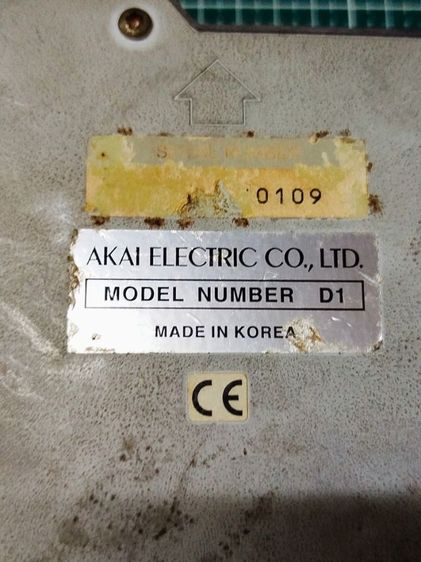 0109
AKAI ELECTRIC CO., LTD.
MODEL NUMBER D1
MADE IN KOREA
CE